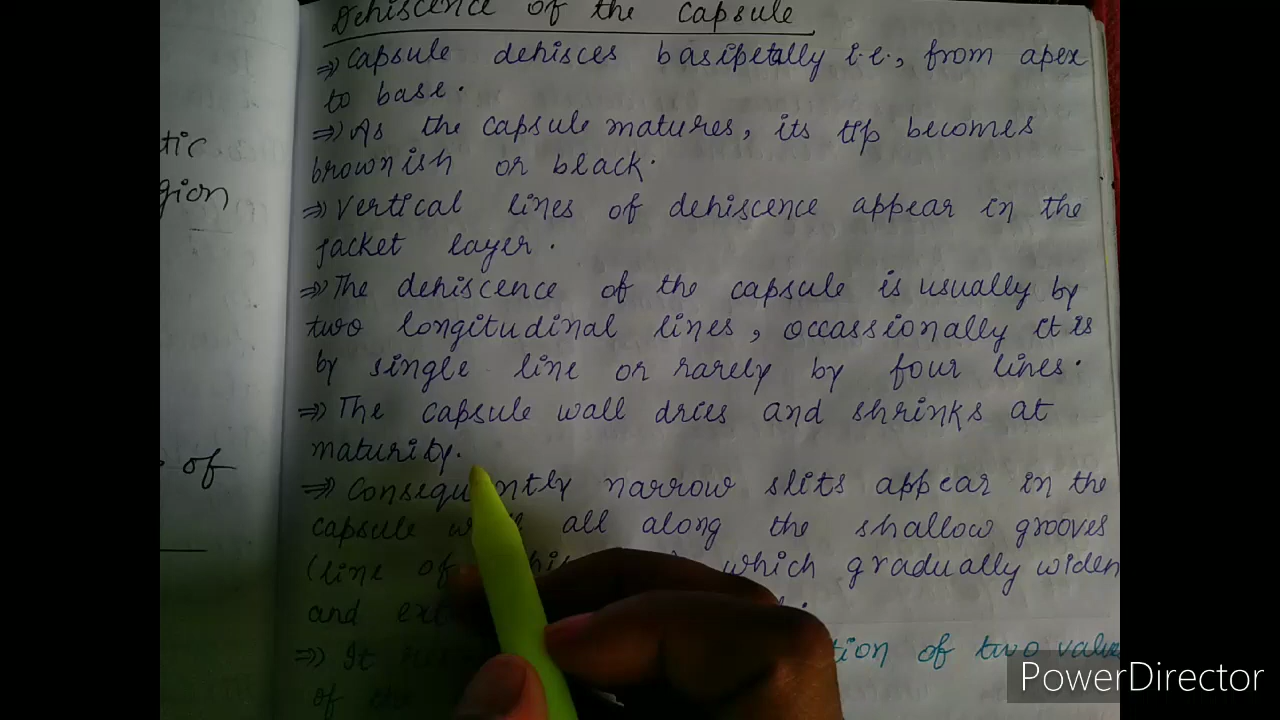 Dehiscence of the capsule
⇒ Capsule dehisces basipetally i.e., from apex
to base.
tic
⇒ As the capsule matures, its tip becomes
brownish or black.
gion
⇒ Vertical lines of dehiscence appear in the
jacket layer.
⇒ The dehiscence of the capsule is usually by
two longitudinal lines, occassionally it is
by single line or rarely by four lines.
⇒ The capsule wall dries and shrinks at
maturity.
of
⇒ Consequently narrow slits appear in the
capsule all along the shallow grooves
(line of which gradually widen
and
⇒ It tion of two valve
of
PowerDirector